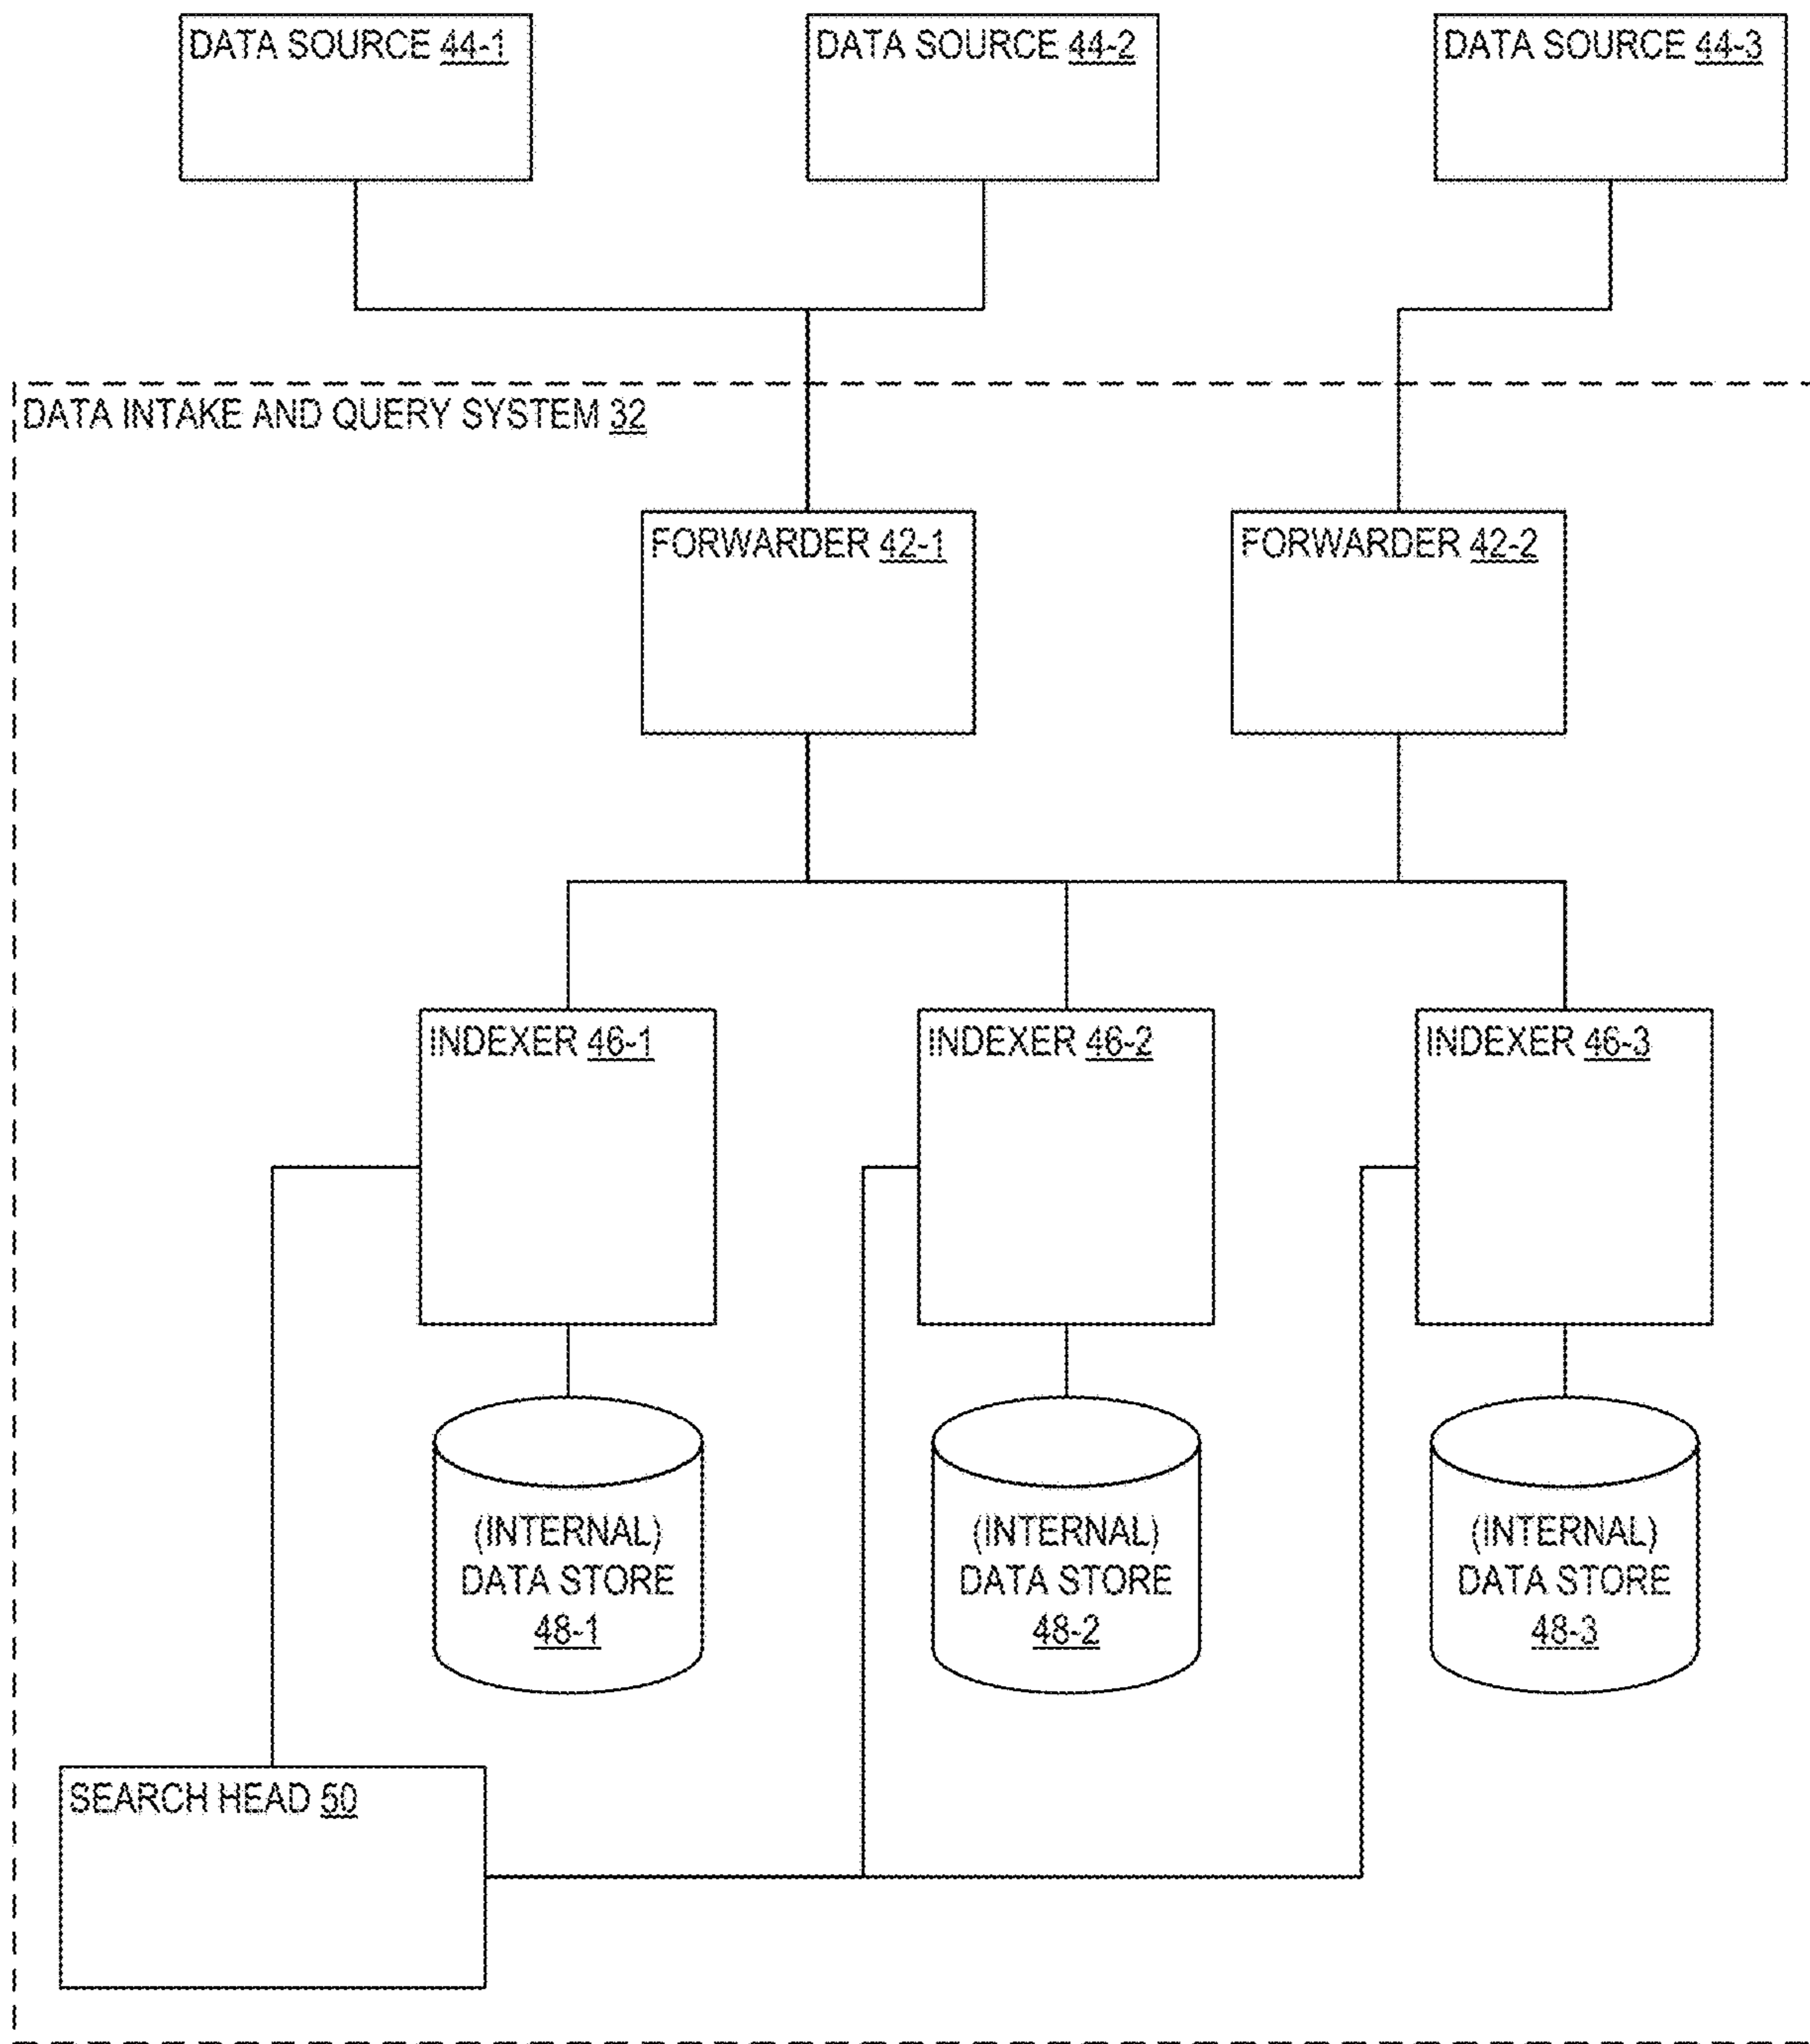 DATA SOURCE 44-1
DATA SOURCE 44-2
DATA SOURCE 44-3
DATA INTAKE AND QUERY SYSTEM 32
FORWARDER 42-1
FORWARDER 42-2
INDEXER 46-1
INDEXER 46-2
INDEXER 46-3
(INTERNAL)
DATA STORE
48-1
(INTERNAL)
DATA STORE
48-2
(INTERNAL)
DATA STORE
48-3
SEARCH HEAD 50